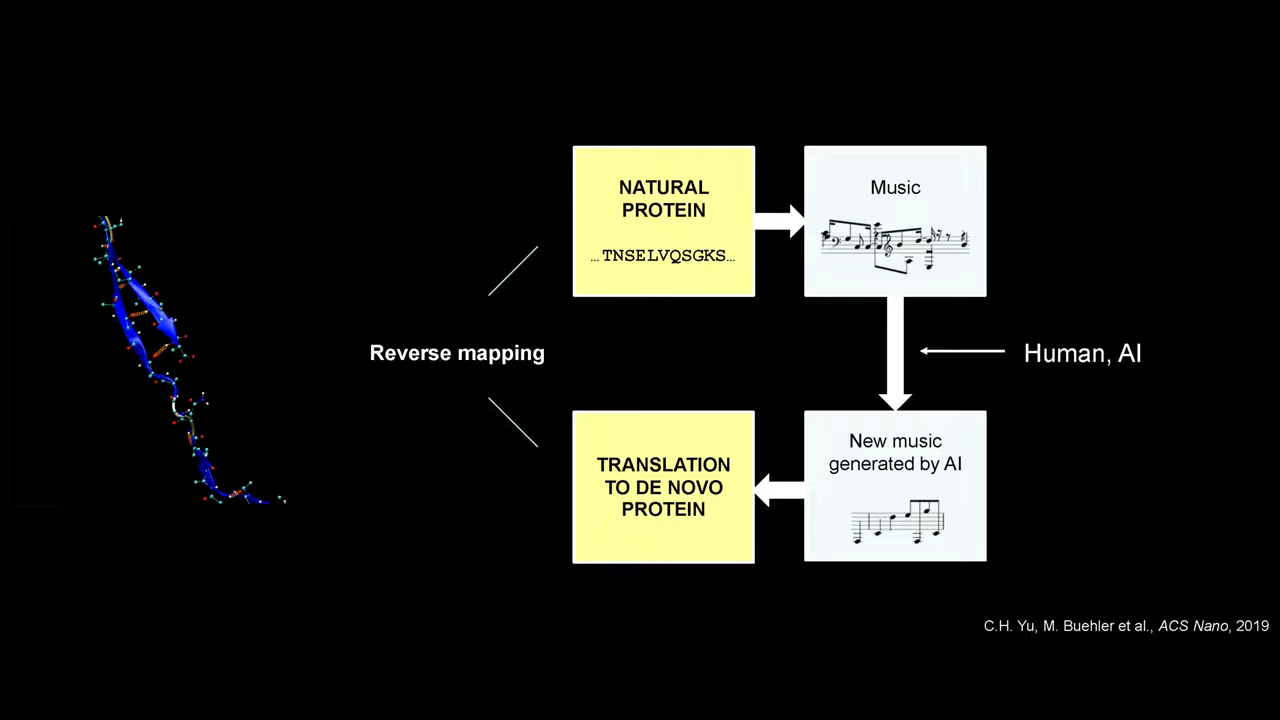 NATURAL
PROTEIN
…TNSELVQSGKS…
Music
Reverse mapping
Human, AI
TRANSLATION
TO DE NOVO
PROTEIN
New music
generated by AI
C.H. Yu, M. Buehler et al., ACS Nano, 2019